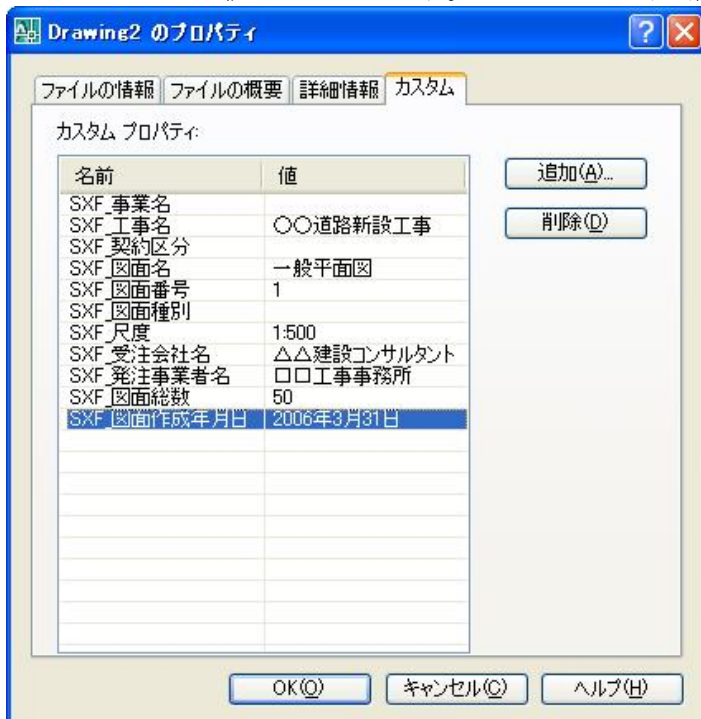 Drawing2 のプロパティ
ファイルの情報 ファイルの概要 詳細情報 カスタム
カスタム プロパティ:
名前 値
追加(A)...
削除(D)
SXF_事業名
SXF_工事名 〇〇道路新設工事
SXF_契約区分
SXF_図面名 一般平面図
SXF_図面番号 1
SXF_図面種別
SXF_尺度 1:500
SXF_受注会社名 △△建設コンサルタント
SXF_発注事業者名 □□工事事務所
SXF_図面総数 50
SXF_図面作成年月日 2006年3月31日
OK(O) キャンセル(C) ヘルプ(H)